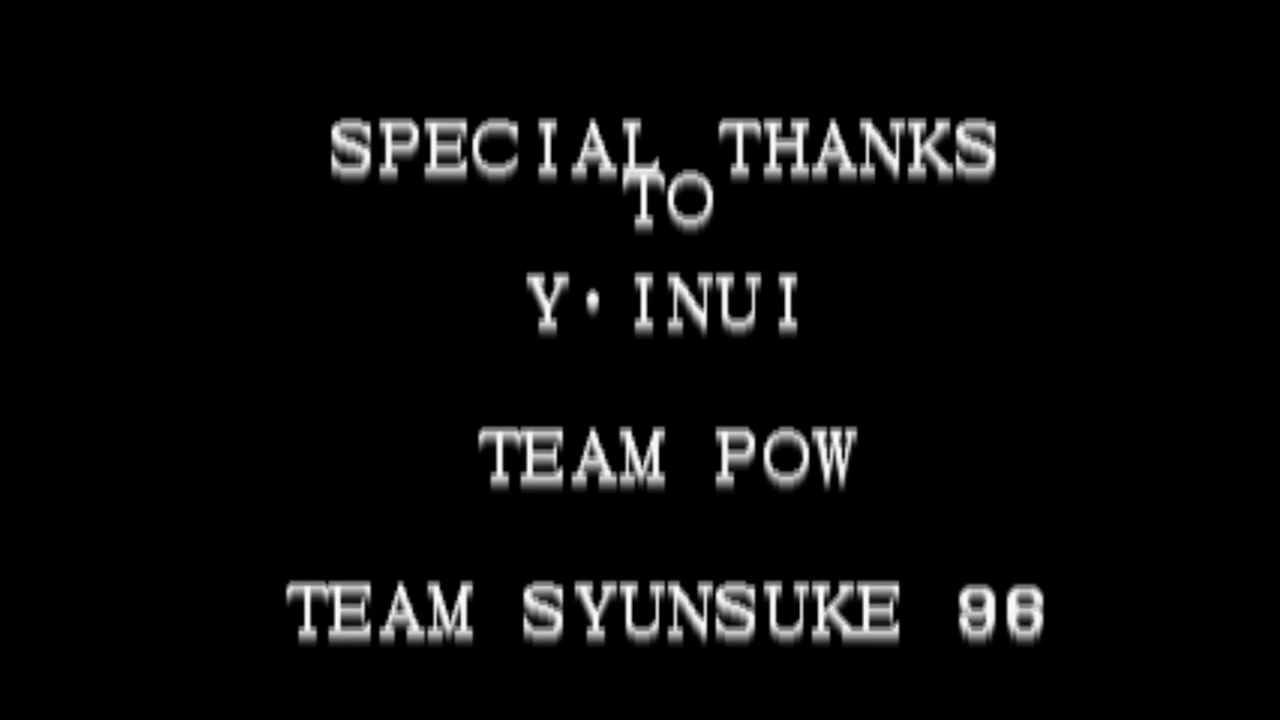 SPECIAL THANKS
TO
Y·INUI
TEAM POW
TEAM SYUNSUKE 96